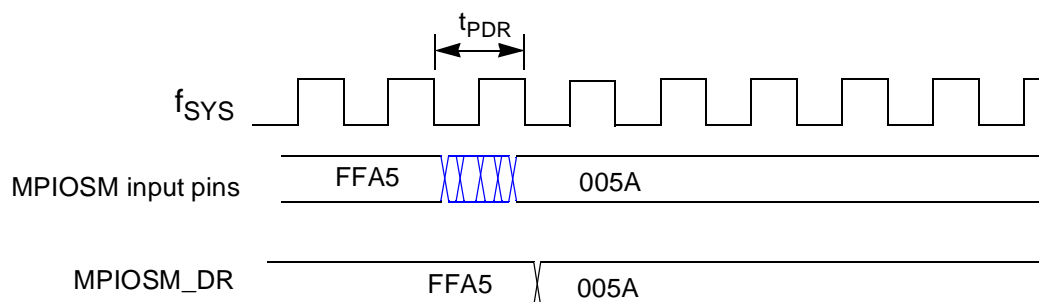 tPDR
fSYS
MPIOSM input pins FFA5 005A
MPIOSM_DR FFA5 005A